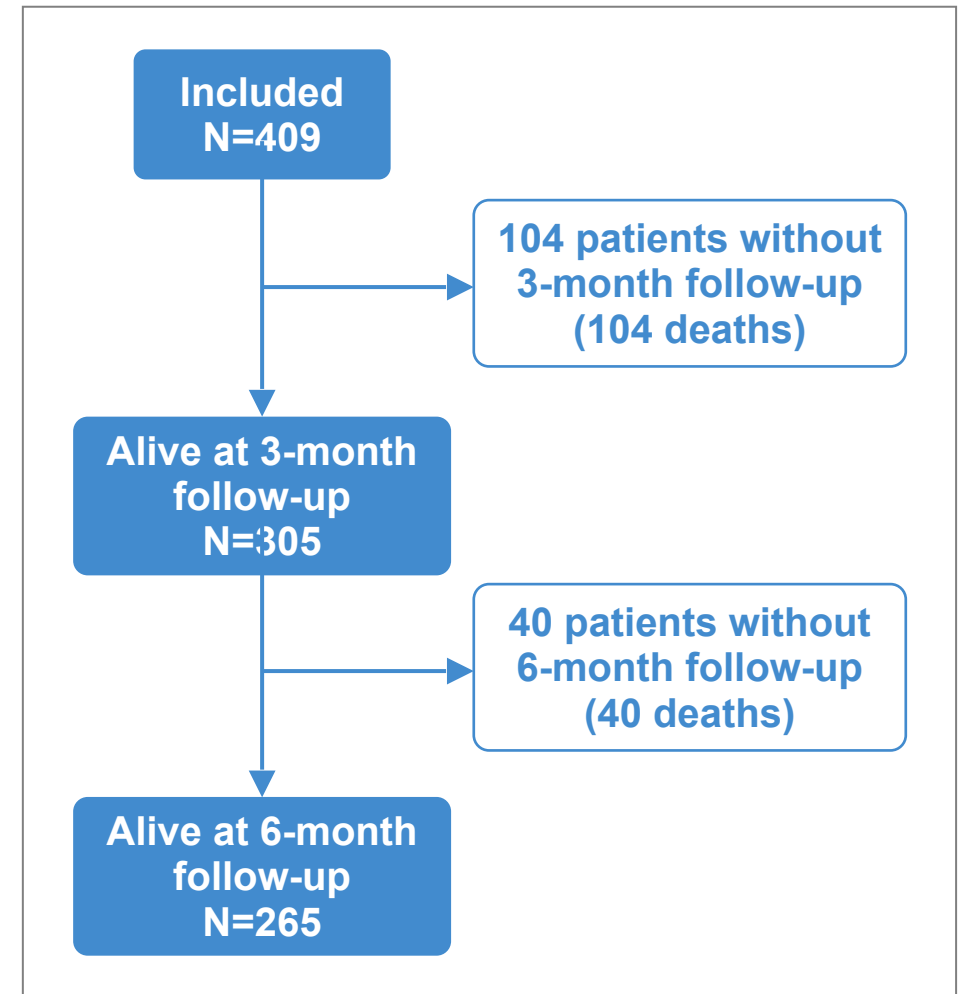 Included
N=409
104 patients without
3-month follow-up
(104 deaths)
Alive at 3-month
follow-up
N=305
40 patients without
6-month follow-up
(40 deaths)
Alive at 6-month
follow-up
N=265